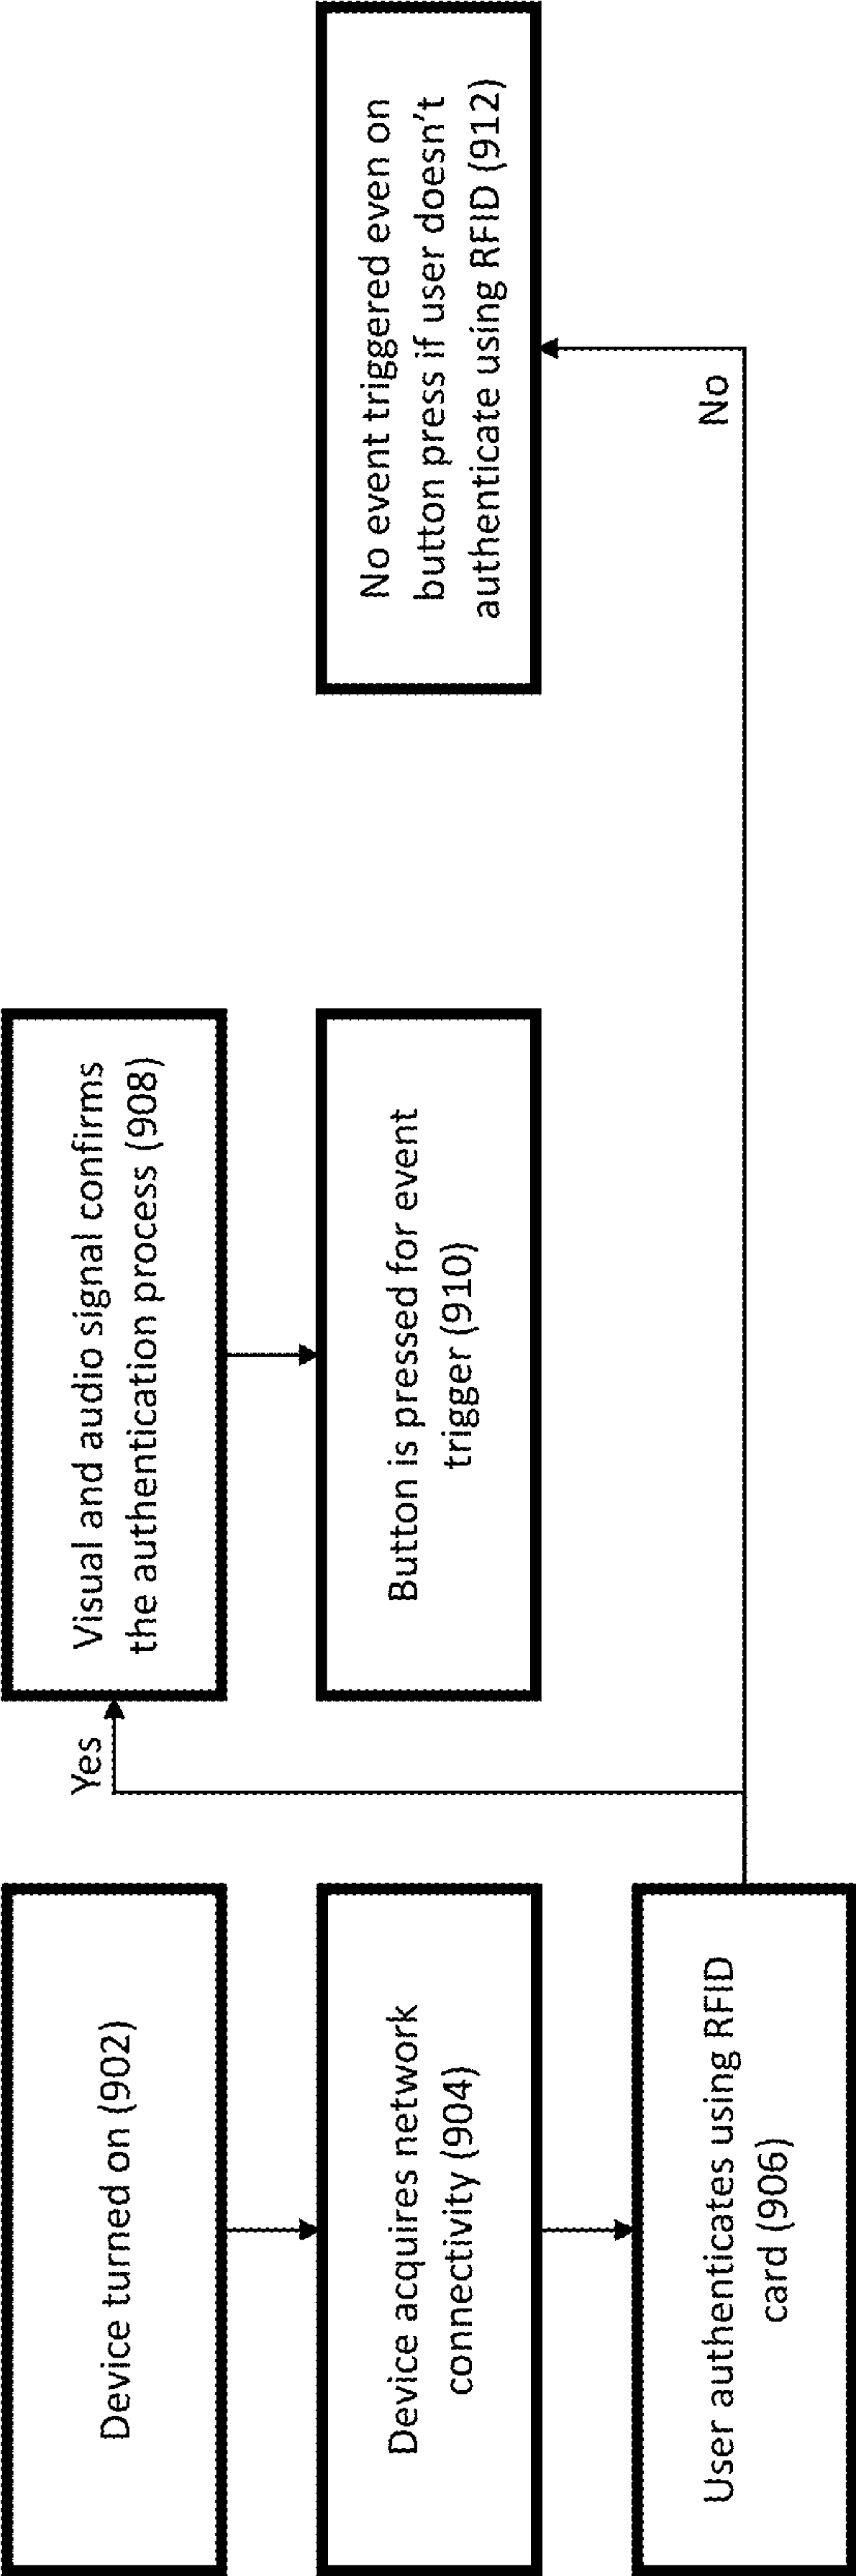 Device turned on (902)
Device acquires network
connectivity (904)
User authenticates using RFID
card (906)
Yes
Visual and audio signal confirms
the authentication process (908)
Button is pressed for event
trigger (910)
No
No event triggered even on
button press if user doesn't
authenticate using RFID (912)